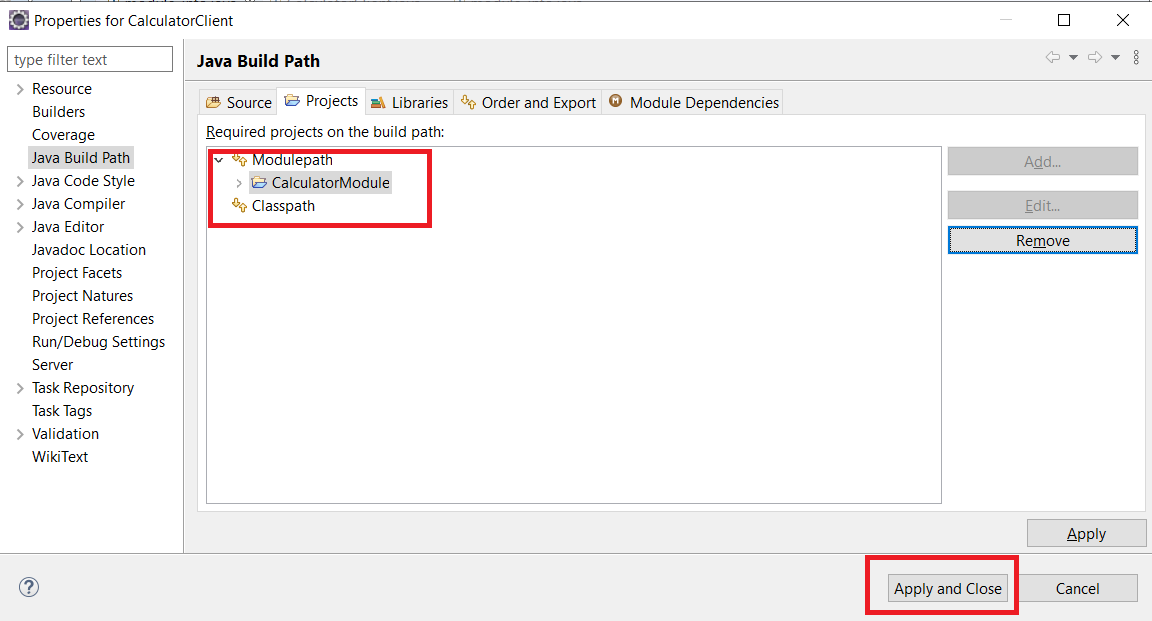 Properties for CalculatorClient
type filter text
Resource
Builders
Coverage
Java Build Path
Java Code Style
Java Compiler
Java Editor
Javadoc Location
Project Facets
Project Natures
Project References
Run/Debug Settings
Server
Task Repository
Task Tags
Validation
WikiText
Java Build Path
Source Projects Libraries Order and Export Module Dependencies
Required projects on the build path:
Modulepath
CalculatorModule
Classpath
Add...
Edit...
Remove
Apply
Apply and Close Cancel